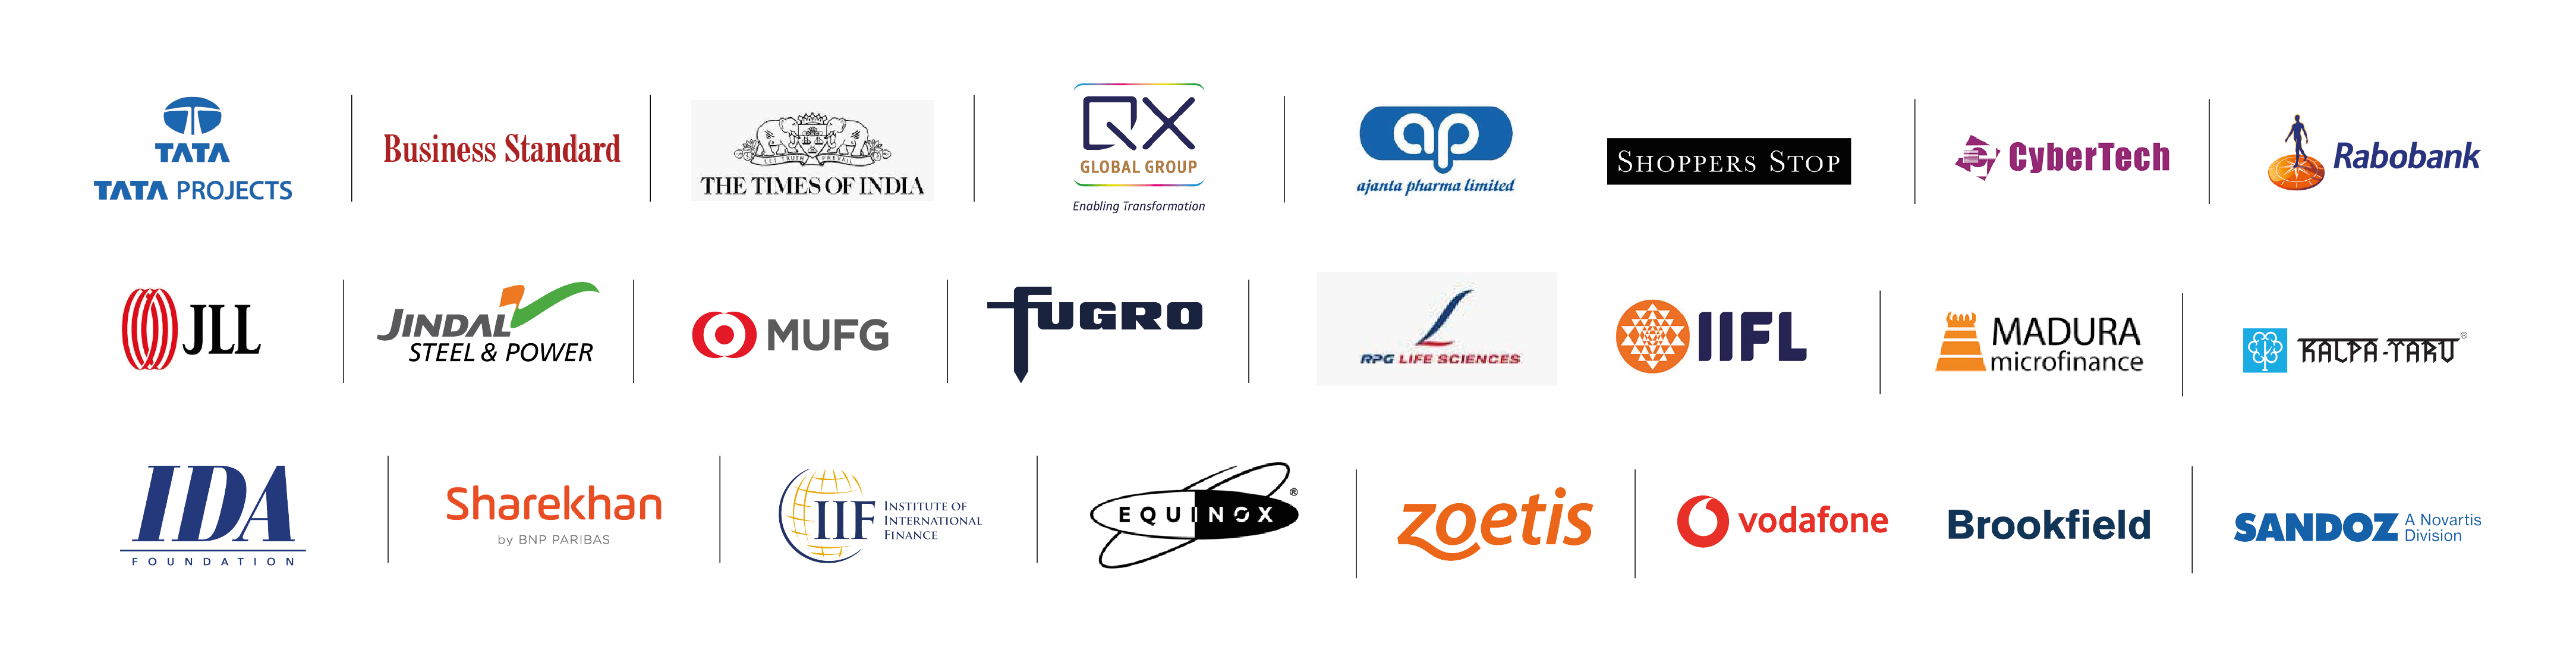 TATA
TATA PROJECTS
Business Standard
LET TRUTH PREVAIL
THE TIMES OF INDIA
QX
GLOBAL GROUP
Enabling Transformation
ap
ajanta pharma limited
SHOPPERS STOP
CyberTech
Rabobank
JLL
JINDAL
STEEL & POWER
MUFG
FUGRO
RPG LIFE SCIENCES
IIFL
MADURA
microfinance
KALPA-TARU®
IDA
FOUNDATION
Sharekhan
by BNP PARIBAS
IIF
INSTITUTE OF
INTERNATIONAL
FINANCE
EQUINOX®
zoetis
vodafone
Brookfield
SANDOZ
A Novartis
Division